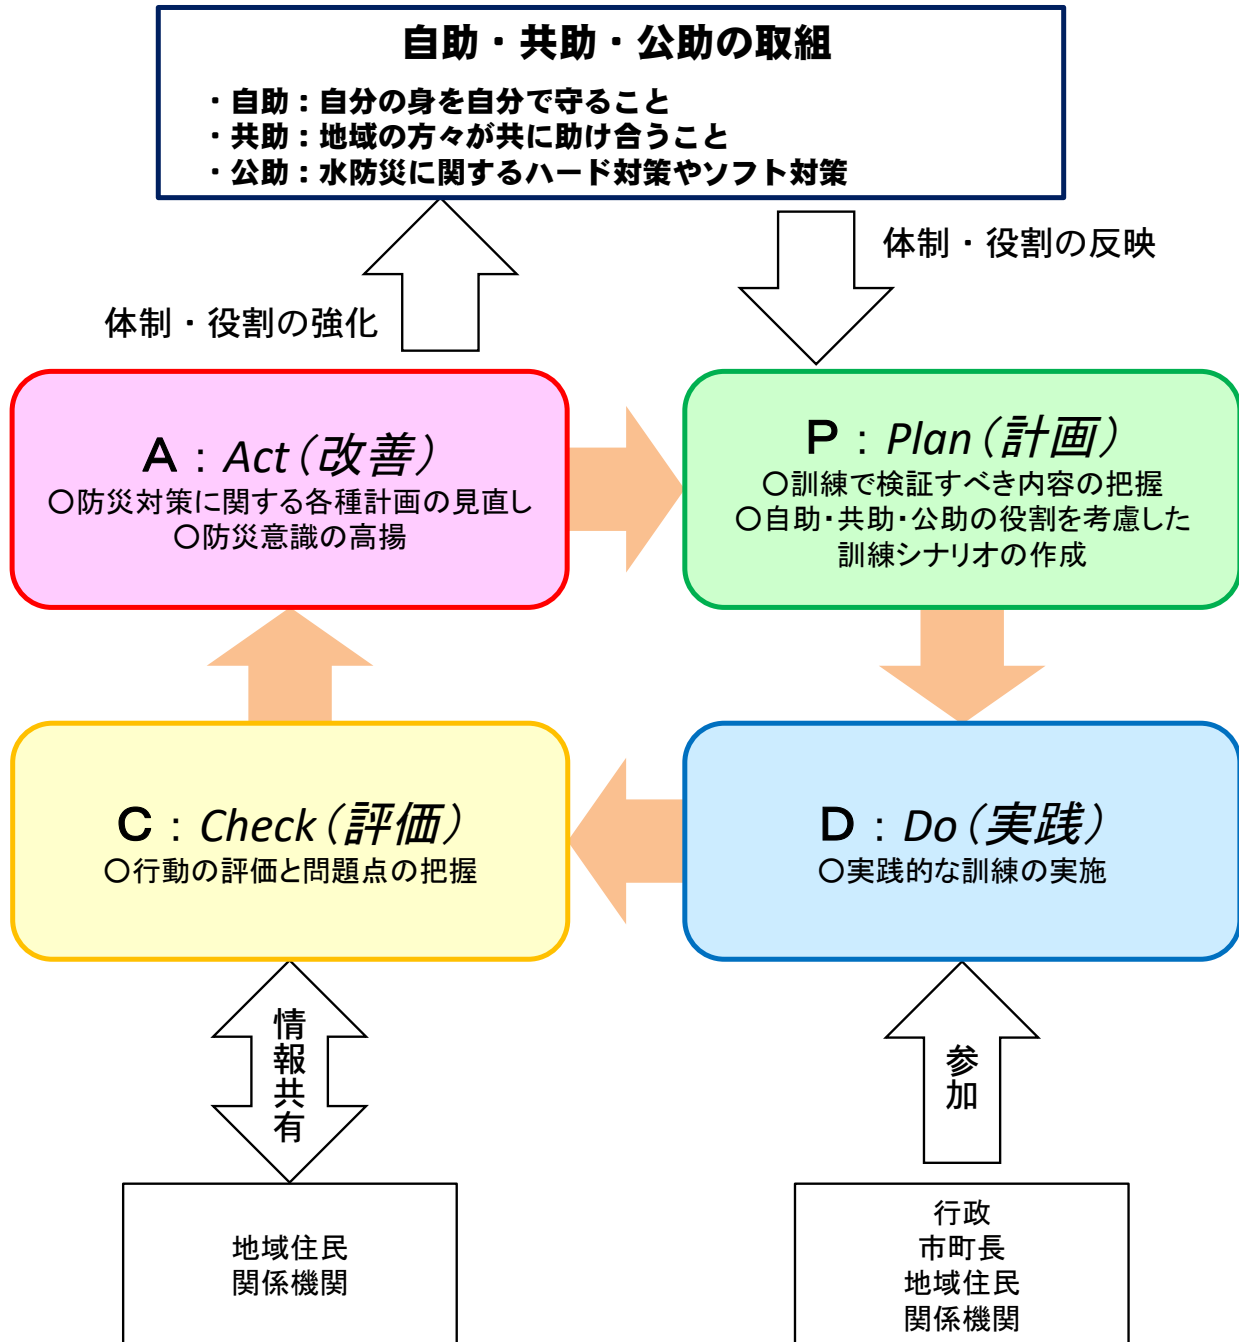 自助・共助・公助の取組
・自助：自分の身を自分で守ること
・共助：地域の方々が共に助け合うこと
・公助：水防災に関するハード対策やソフト対策
体制・役割の反映
体制・役割の強化
A：Act（改善）
○防災対策に関する各種計画の見直し
○防災意識の高揚
P：Plan（計画）
○訓練で検証すべき内容の把握
○自助・共助・公助の役割を考慮した
訓練シナリオの作成
C：Check（評価）
○行動の評価と問題点の把握
D：Do（実践）
○実践的な訓練の実施
情報共有
参加
地域住民
関係機関
行政
市町長
地域住民
関係機関